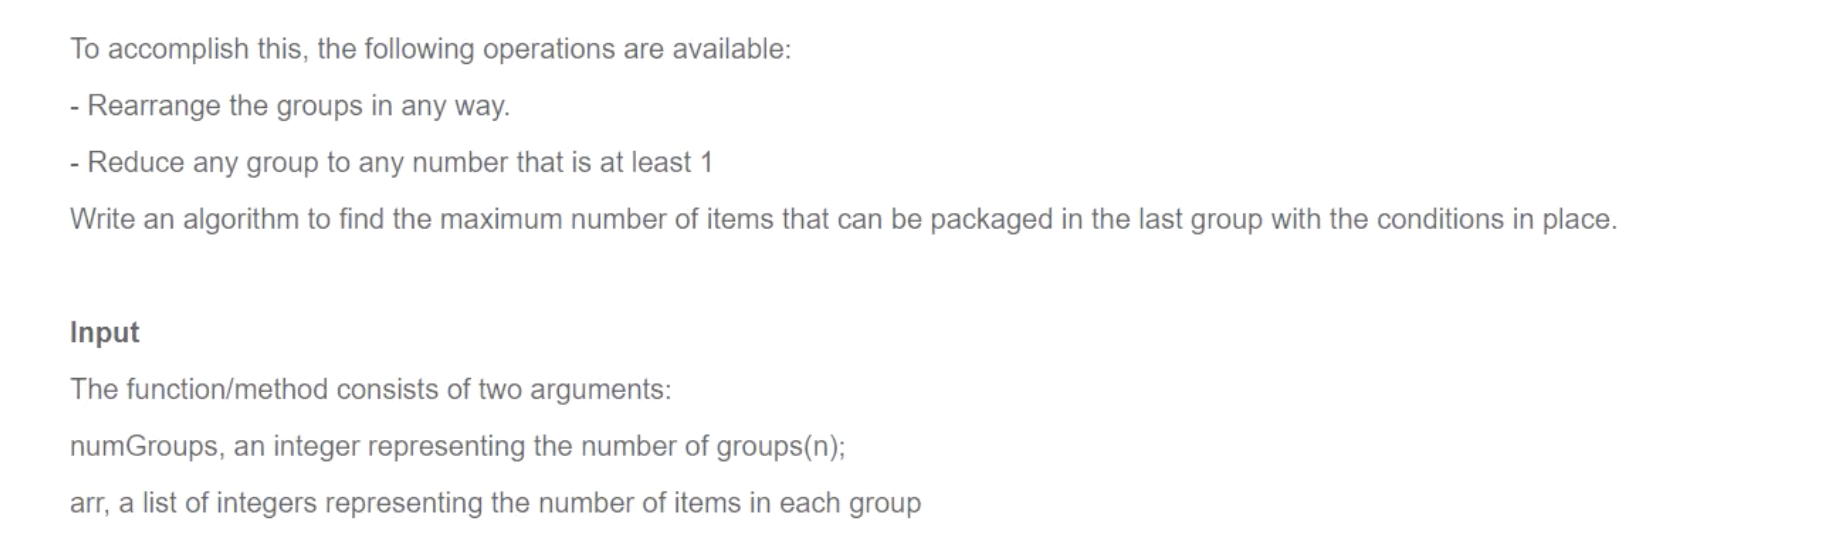 To accomplish this, the following operations are available:
- Rearrange the groups in any way.
- Reduce any group to any number that is at least 1
Write an algorithm to find the maximum number of items that can be packaged in the last group with the conditions in place.
Input
The function/method consists of two arguments:
numGroups, an integer representing the number of groups(n);
arr, a list of integers representing the number of items in each group